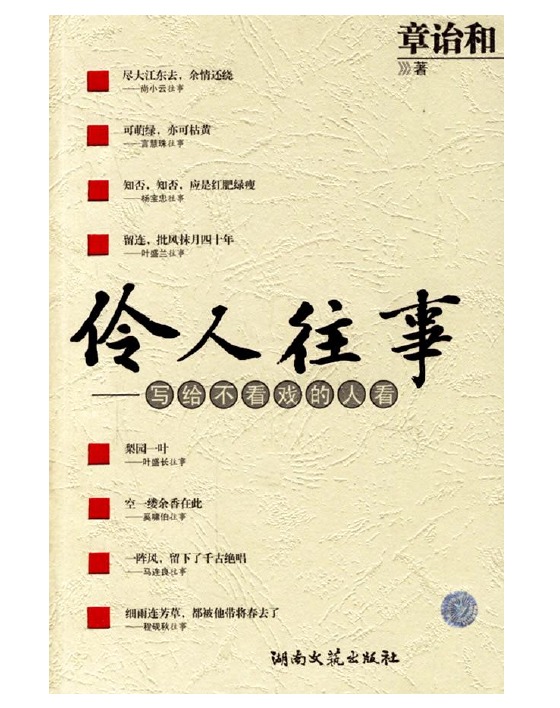 章诒和
著
尽大江东去，余情还绕
——尚小云往事
可萌绿，亦可枯黄
——言慧珠往事
知否，知否，应是红肥绿瘦
——杨宝忠往事
留连，批风抹月四十年
——叶盛兰往事
伶人往事
——写给不看戏的人看
梨园一叶
——叶盛长往事
空一缕余香在此
——奚啸伯往事
一阵风，留下了千古绝唱
——马连良往事
细雨连芳草，都被他带将春去了
——程砚秋往事
湖南文艺出版社